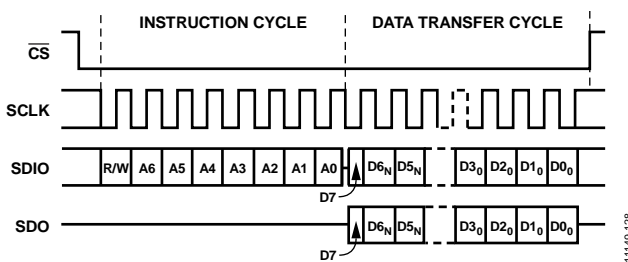 INSTRUCTION CYCLE DATA TRANSFER CYCLE
CS
SCLK
SDIO R/W A6 A5 A4 A3 A2 A1 A0 D6N D5N D30 D20 D10 D00
D7
SDO D6N D5N D30 D20 D10 D00
D7
11149-128